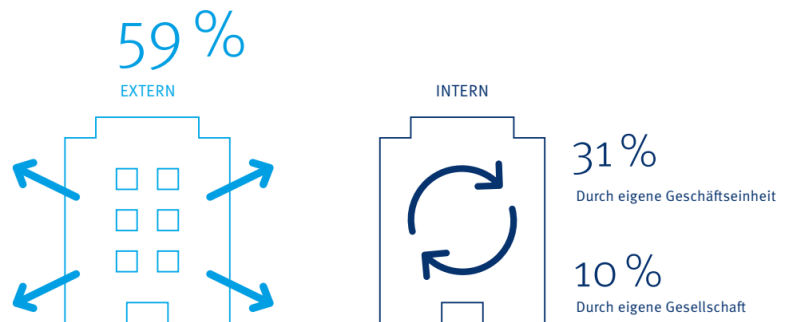 59 %
EXTERN
INTERN
31 %
Durch eigene Geschäftseinheit
10 %
Durch eigene Gesellschaft